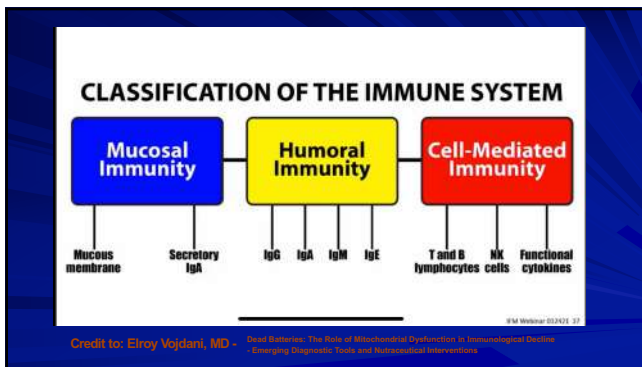 CLASSIFICATION OF THE IMMUNE SYSTEM
Mucosal
Immunity
Humoral
Immunity
Cell-Mediated
Immunity
Mucous
membrane
Secretory
IgA
IgG
IgA
IgM
IgE
T and B
lymphocytes
NK
cells
Functional
cytokines
IFM Webinar 032421 37
Credit to: Elroy Vojdani, MD - Dead Batteries: The Role of Mitochondrial Dysfunction in Immunological Decline
- Emerging Diagnostic Tools and Nutraceutical Interventions